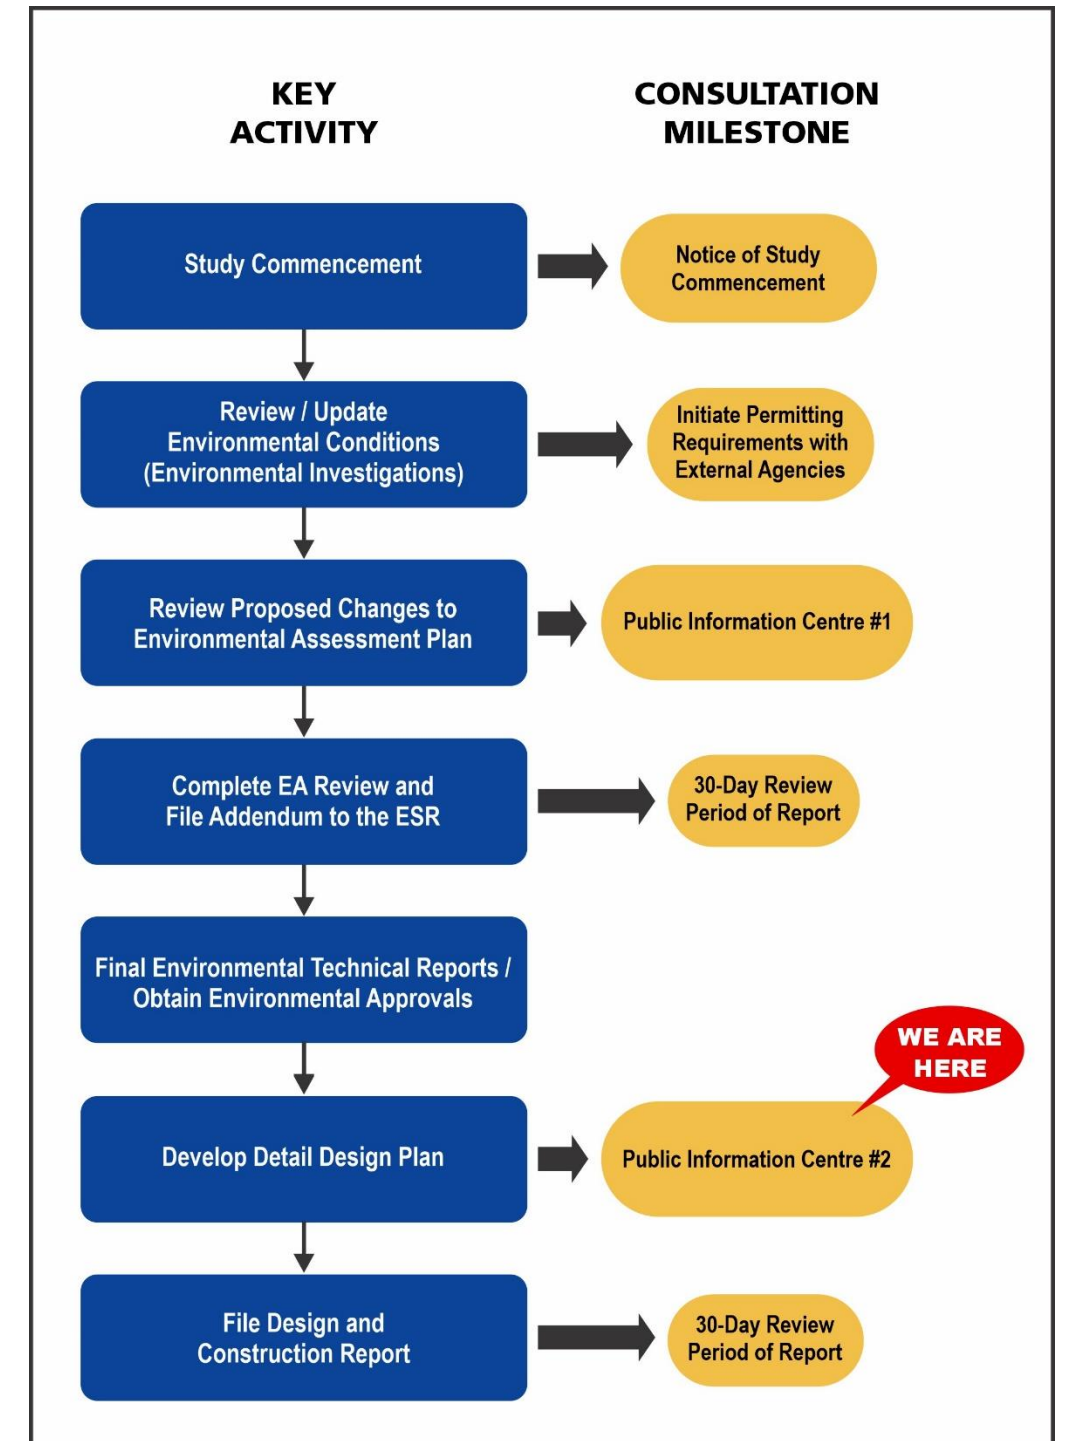 KEY
ACTIVITY
CONSULTATION
MILESTONE
Study Commencement
Notice of Study
Commencement
Review / Update
Environmental Conditions
(Environmental Investigations)
Initiate Permitting
Requirements with
External Agencies
Review Proposed Changes to
Environmental Assessment Plan
Public Information Centre #1
Complete EA Review and
File Addendum to the ESR
30-Day Review
Period of Report
Final Environmental Technical Reports /
Obtain Environmental Approvals
WE ARE
HERE
Develop Detail Design Plan
Public Information Centre #2
File Design and
Construction Report
30-Day Review
Period of Report